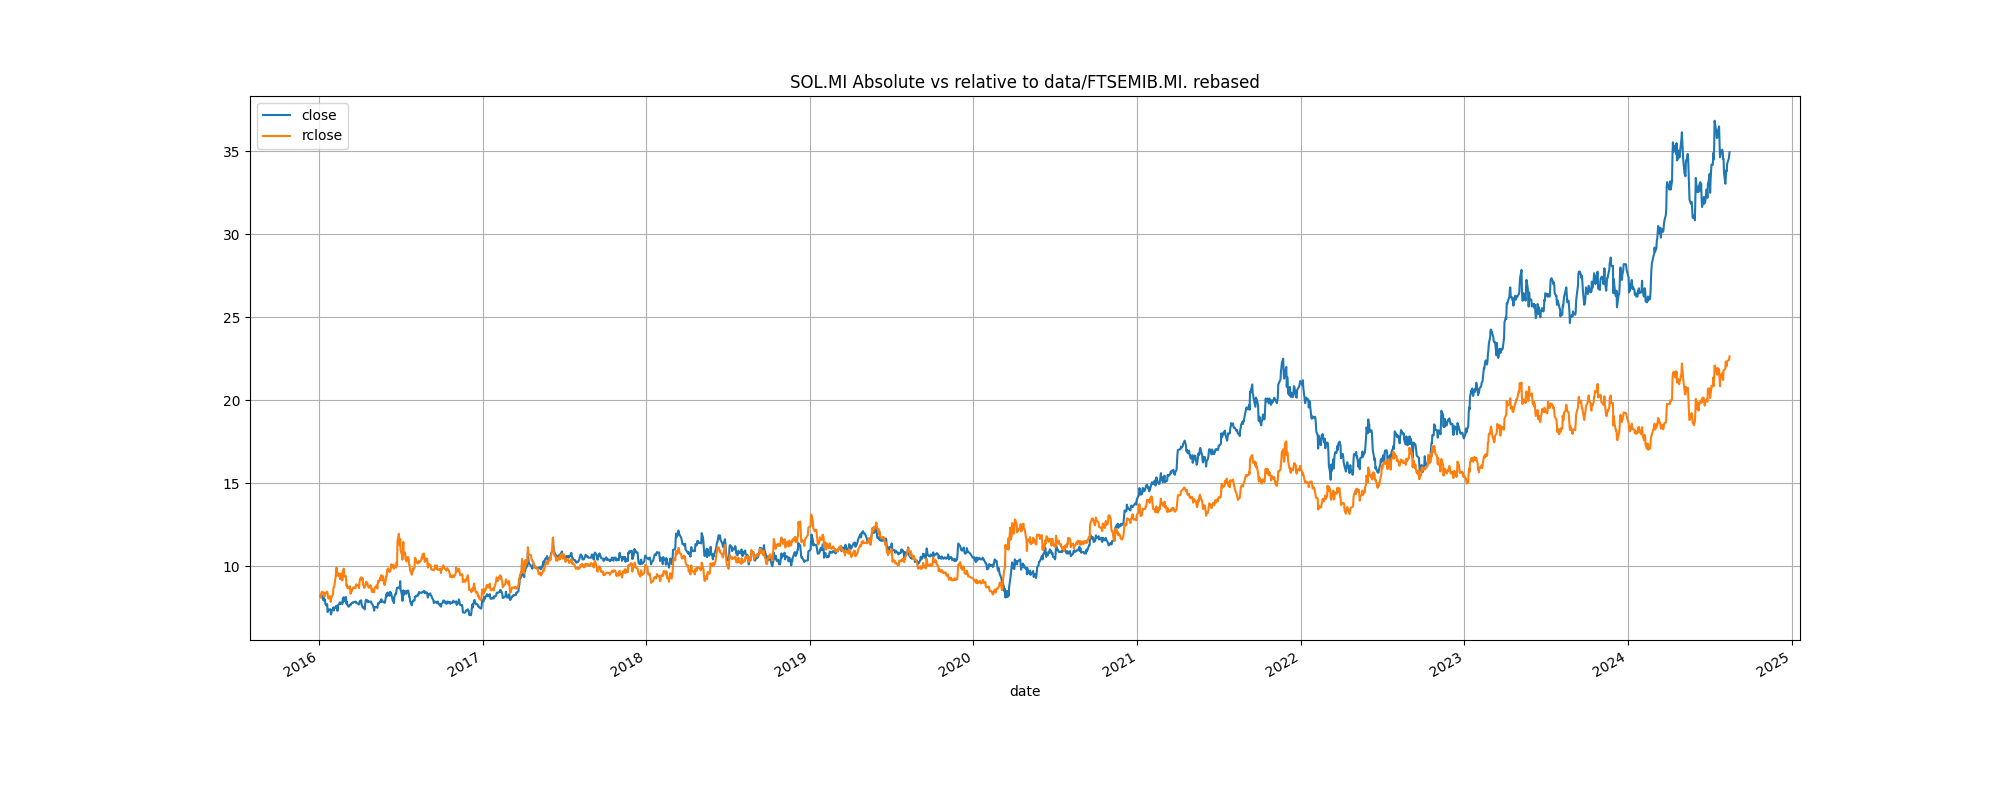 SOL.MI Absolute vs relative to data/FTSEMIB.MI. rebased
close
rclose
35
30
25
20
15
10
2016 2017 2018 2019 2020 2021 2022 2023 2024 2025
date